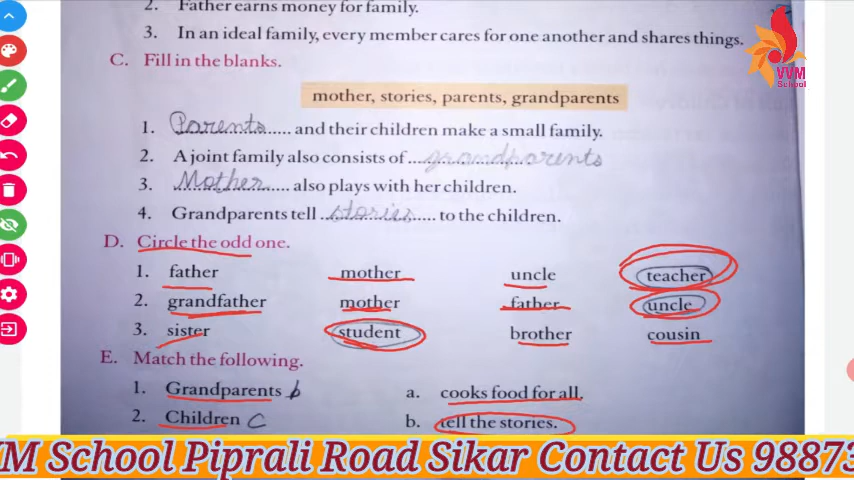 2. Father earns money for family.
3. In an ideal family, every member cares for one another and shares things.
VVM
School
C. Fill in the blanks.
mother, stories, parents, grandparents
1. Parents..... and their children make a small family.
2. A joint family also consists of ....grandparents
3. Mother..... also plays with her children.
4. Grandparents tell ..stories.... to the children.
D. Circle the odd one.
1. father mother uncle teacher
2. grandfather mother father uncle
3. sister student brother cousin
E. Match the following.
1. Grandparents b a. cooks food for all.
2. Children c b. tell the stories.
VM School Piprali Road Sikar Contact Us 98873